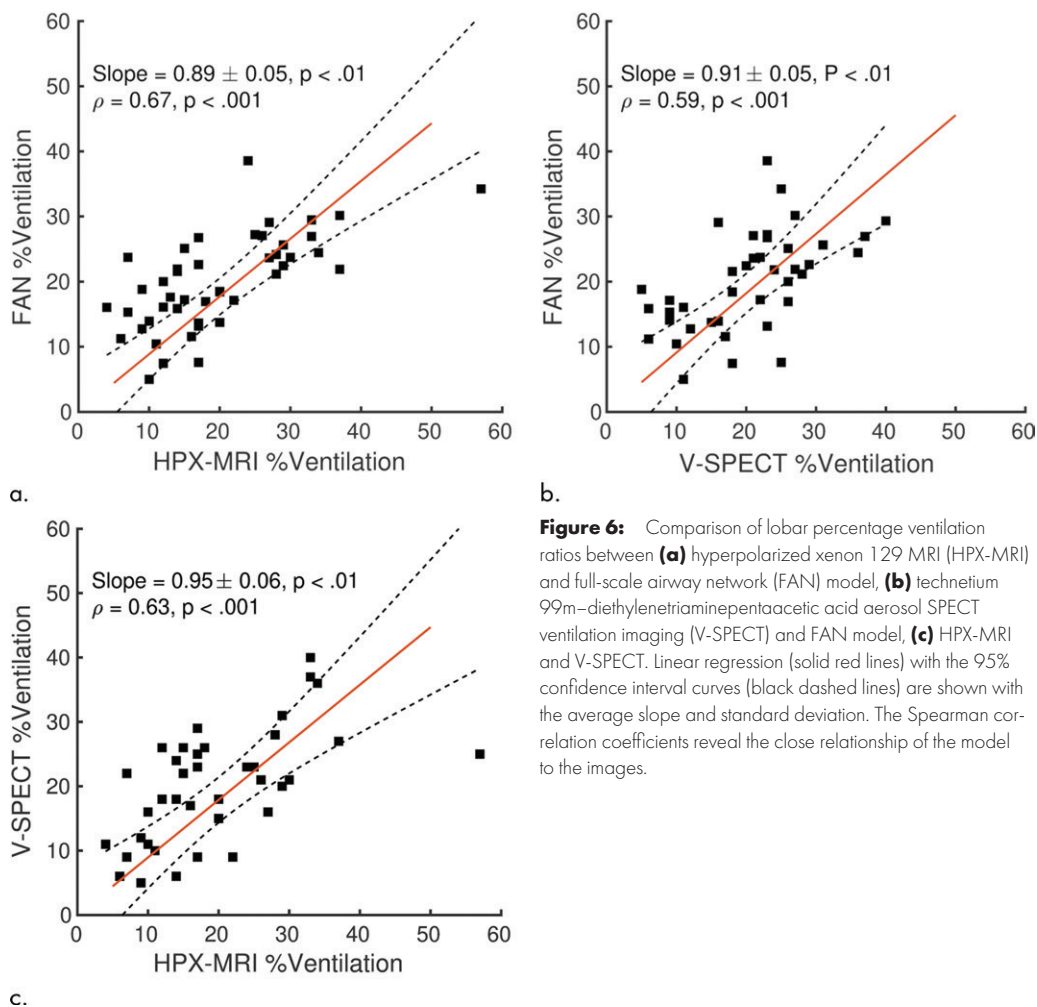 60
50
40
30
20
10
0
Slope = 0.89 ± 0.05, p < .01
ρ = 0.67, p < .001
FAN %Ventilation
0 10 20 30 40 50 60
HPX-MRI %Ventilation
a.
60
50
40
30
20
10
0
Slope = 0.91 ± 0.05, P < .01
ρ = 0.59, p < .001
FAN %Ventilation
0 10 20 30 40 50 60
V-SPECT %Ventilation
b.
60
50
40
30
20
10
0
Slope = 0.95 ± 0.06, p < .01
ρ = 0.63, p < .001
V-SPECT %Ventilation
0 10 20 30 40 50 60
HPX-MRI %Ventilation
c.
Figure 6: Comparison of lobar percentage ventilation
ratios between (a) hyperpolarized xenon 129 MRI (HPX-MRI)
and full-scale airway network (FAN) model, (b) technetium
99m–diethylenetriaminepentaacetic acid aerosol SPECT
ventilation imaging (V-SPECT) and FAN model, (c) HPX-MRI
and V-SPECT. Linear regression (solid red lines) with the 95%
confidence interval curves (black dashed lines) are shown with
the average slope and standard deviation. The Spearman cor-
relation coefficients reveal the close relationship of the model
to the images.